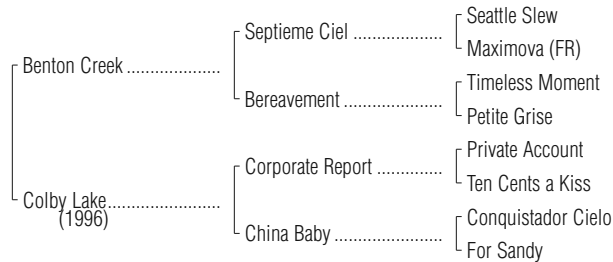 Seattle Slew
Septieme Ciel ...................
Maximova (FR)
Benton Creek ....................
Timeless Moment
Bereavement .....................
Petite Grise
Private Account
Corporate Report ..............
Ten Cents a Kiss
Colby Lake.......................
(1996)
Conquistador Cielo
China Baby .......................
For Sandy